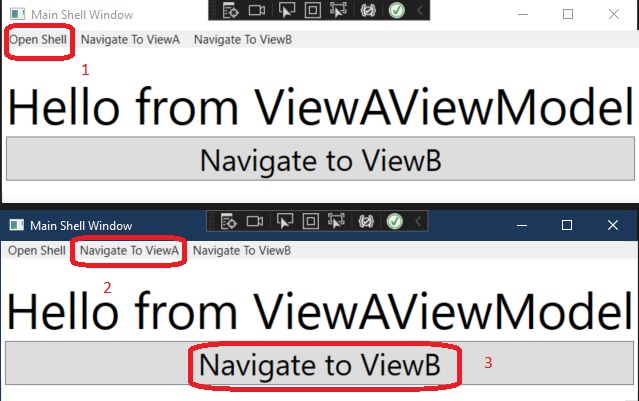 Main Shell Window
Open Shell Navigate To ViewA Navigate To ViewB
1
Hello from ViewAViewModel
Navigate to ViewB
Main Shell Window
Open Shell Navigate To ViewA Navigate To ViewB
2
Hello from ViewAViewModel
Navigate to ViewB 3